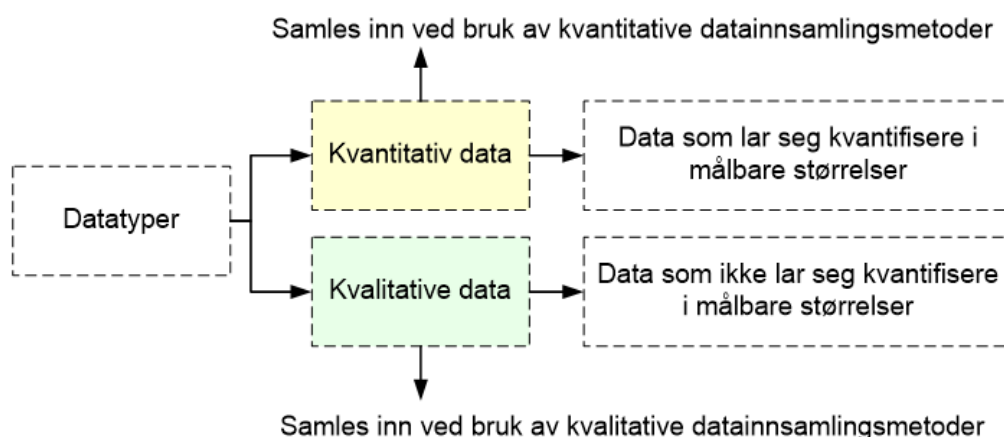 Samles inn ved bruk av kvantitative datainnsamlingsmetoder
Datatyper
Kvantitativ data
Data som lar seg kvantifisere i
målbare størrelser
Kvalitative data
Data som ikke lar seg kvantifisere
i målbare størrelser
Samles inn ved bruk av kvalitative datainnsamlingsmetoder